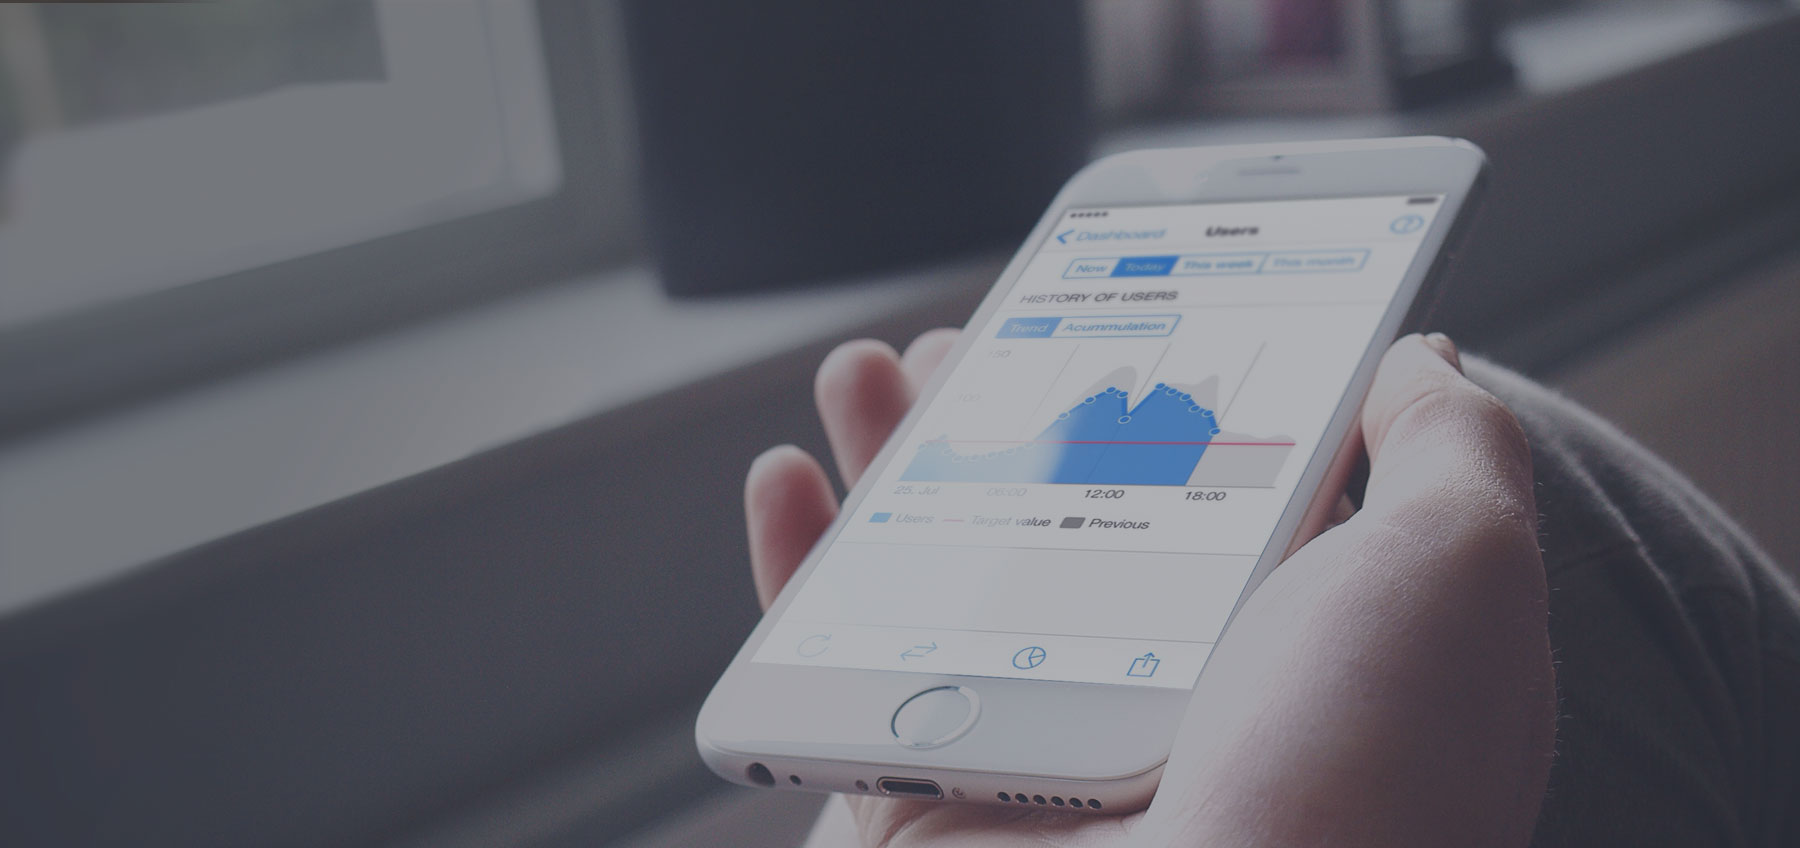 Dashboard Users ?
Now Today This week This month
HISTORY OF USERS
Trend Acummulation
150
100
25. Jul 06:00 12:00 18:00
Users Target value Previous